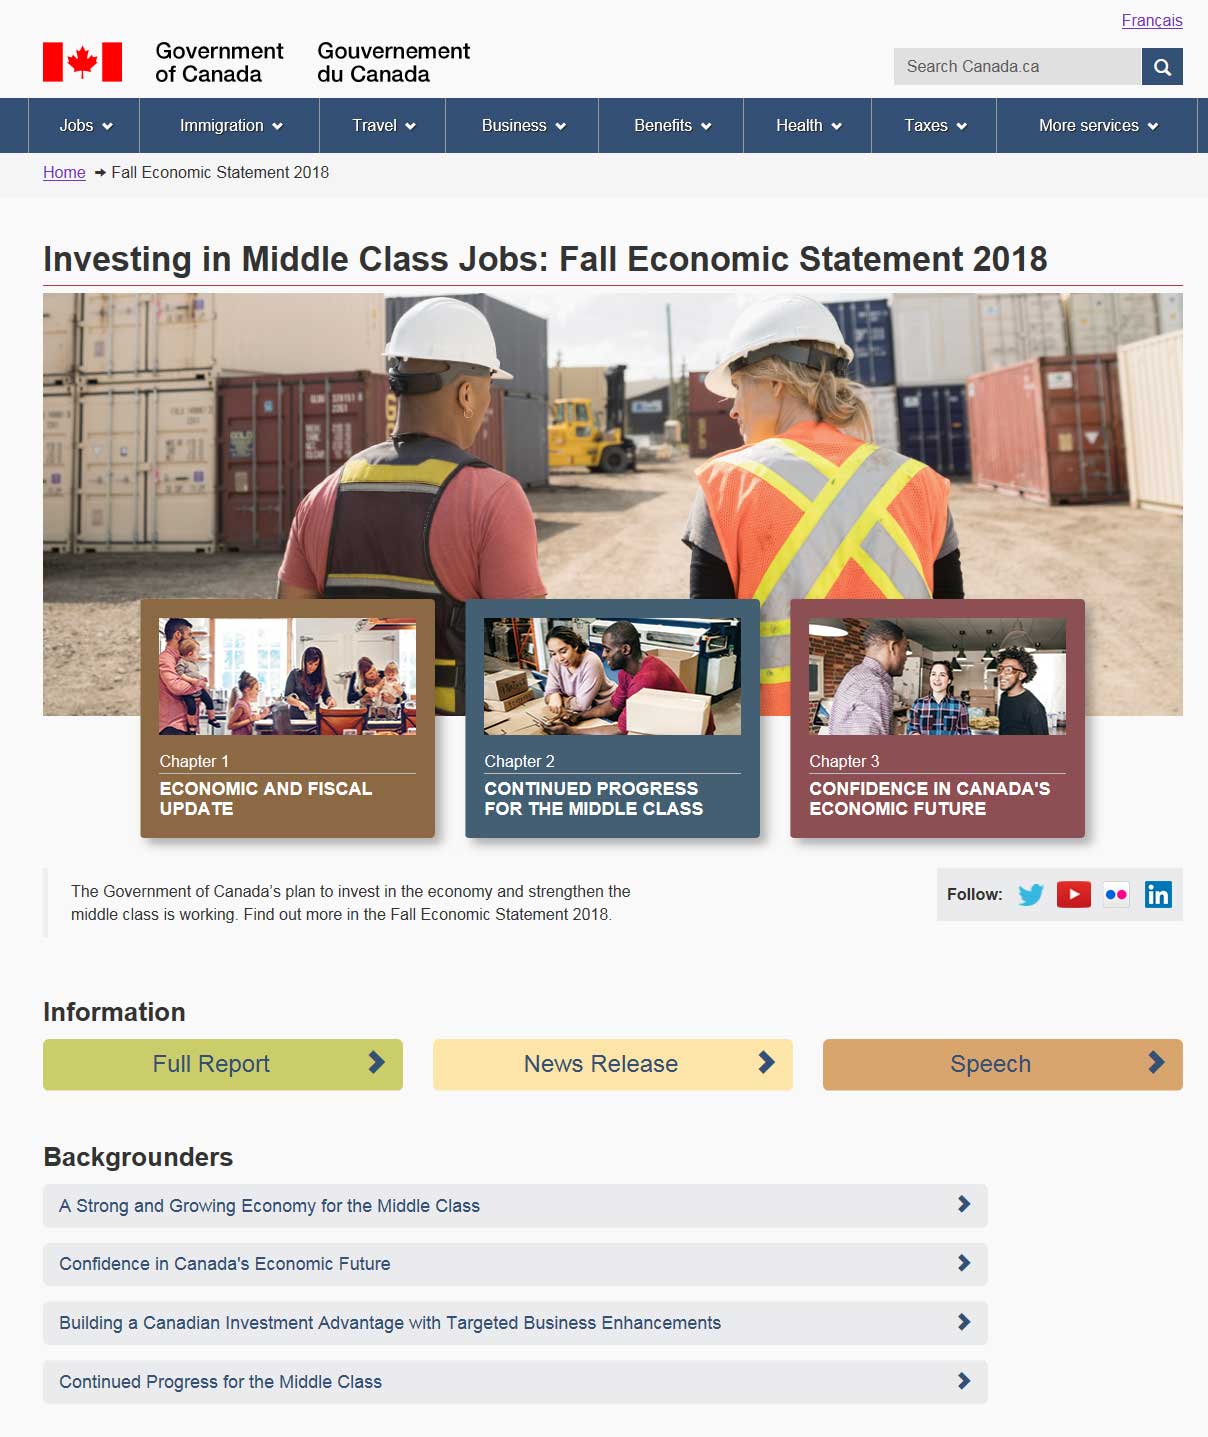 Français
Government
of Canada
Gouvernement
du Canada
Search Canada.ca
Jobs
Immigration
Travel
Business
Benefits
Health
Taxes
More services
Home
Fall Economic Statement 2018
Investing in Middle Class Jobs: Fall Economic Statement 2018
Chapter 1
ECONOMIC AND FISCAL
UPDATE
Chapter 2
CONTINUED PROGRESS
FOR THE MIDDLE CLASS
Chapter 3
CONFIDENCE IN CANADA'S
ECONOMIC FUTURE
The Government of Canada’s plan to invest in the economy and strengthen the
middle class is working. Find out more in the Fall Economic Statement 2018.
Follow:
in
Information
Full Report
News Release
Speech
Backgrounders
A Strong and Growing Economy for the Middle Class
Confidence in Canada's Economic Future
Building a Canadian Investment Advantage with Targeted Business Enhancements
Continued Progress for the Middle Class